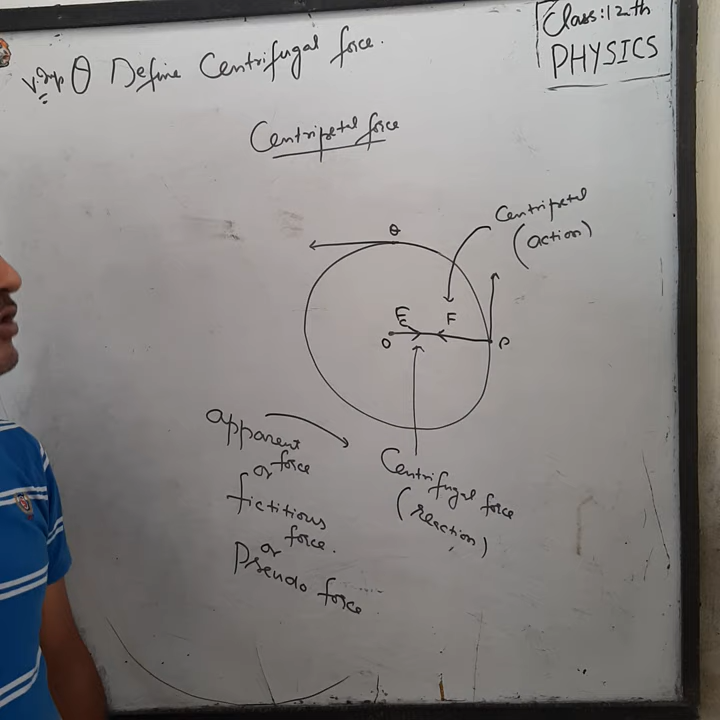 V.Imp Q Define Centrifugal force.
Class:12th
PHYSICS
Centripetal force
Centripetal
(action)
Q
F
O
P
apparent
force
or
fictitious
force.
or
Pseudo force
Centrifugal force
(reaction)